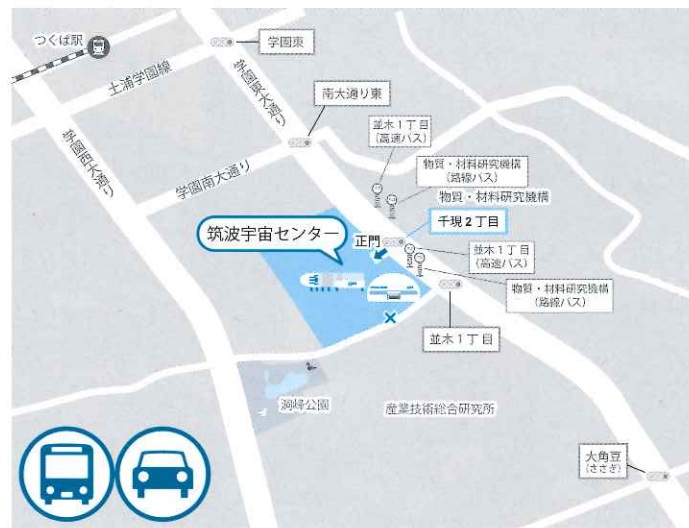 つくば駅
学園東
土浦学園線
学園東大通り
南大通り東
並木1丁目
(高速バス)
学園西大通り
学園南大通り
物質・材料研究機構
(路線バス)
物質・材料研究機構
千現2丁目
筑波宇宙センター
正門
並木1丁目
(高速バス)
物質・材料研究機構
(路線バス)
並木1丁目
洞峰公園
産業技術総合研究所
大角豆
(ささぎ)